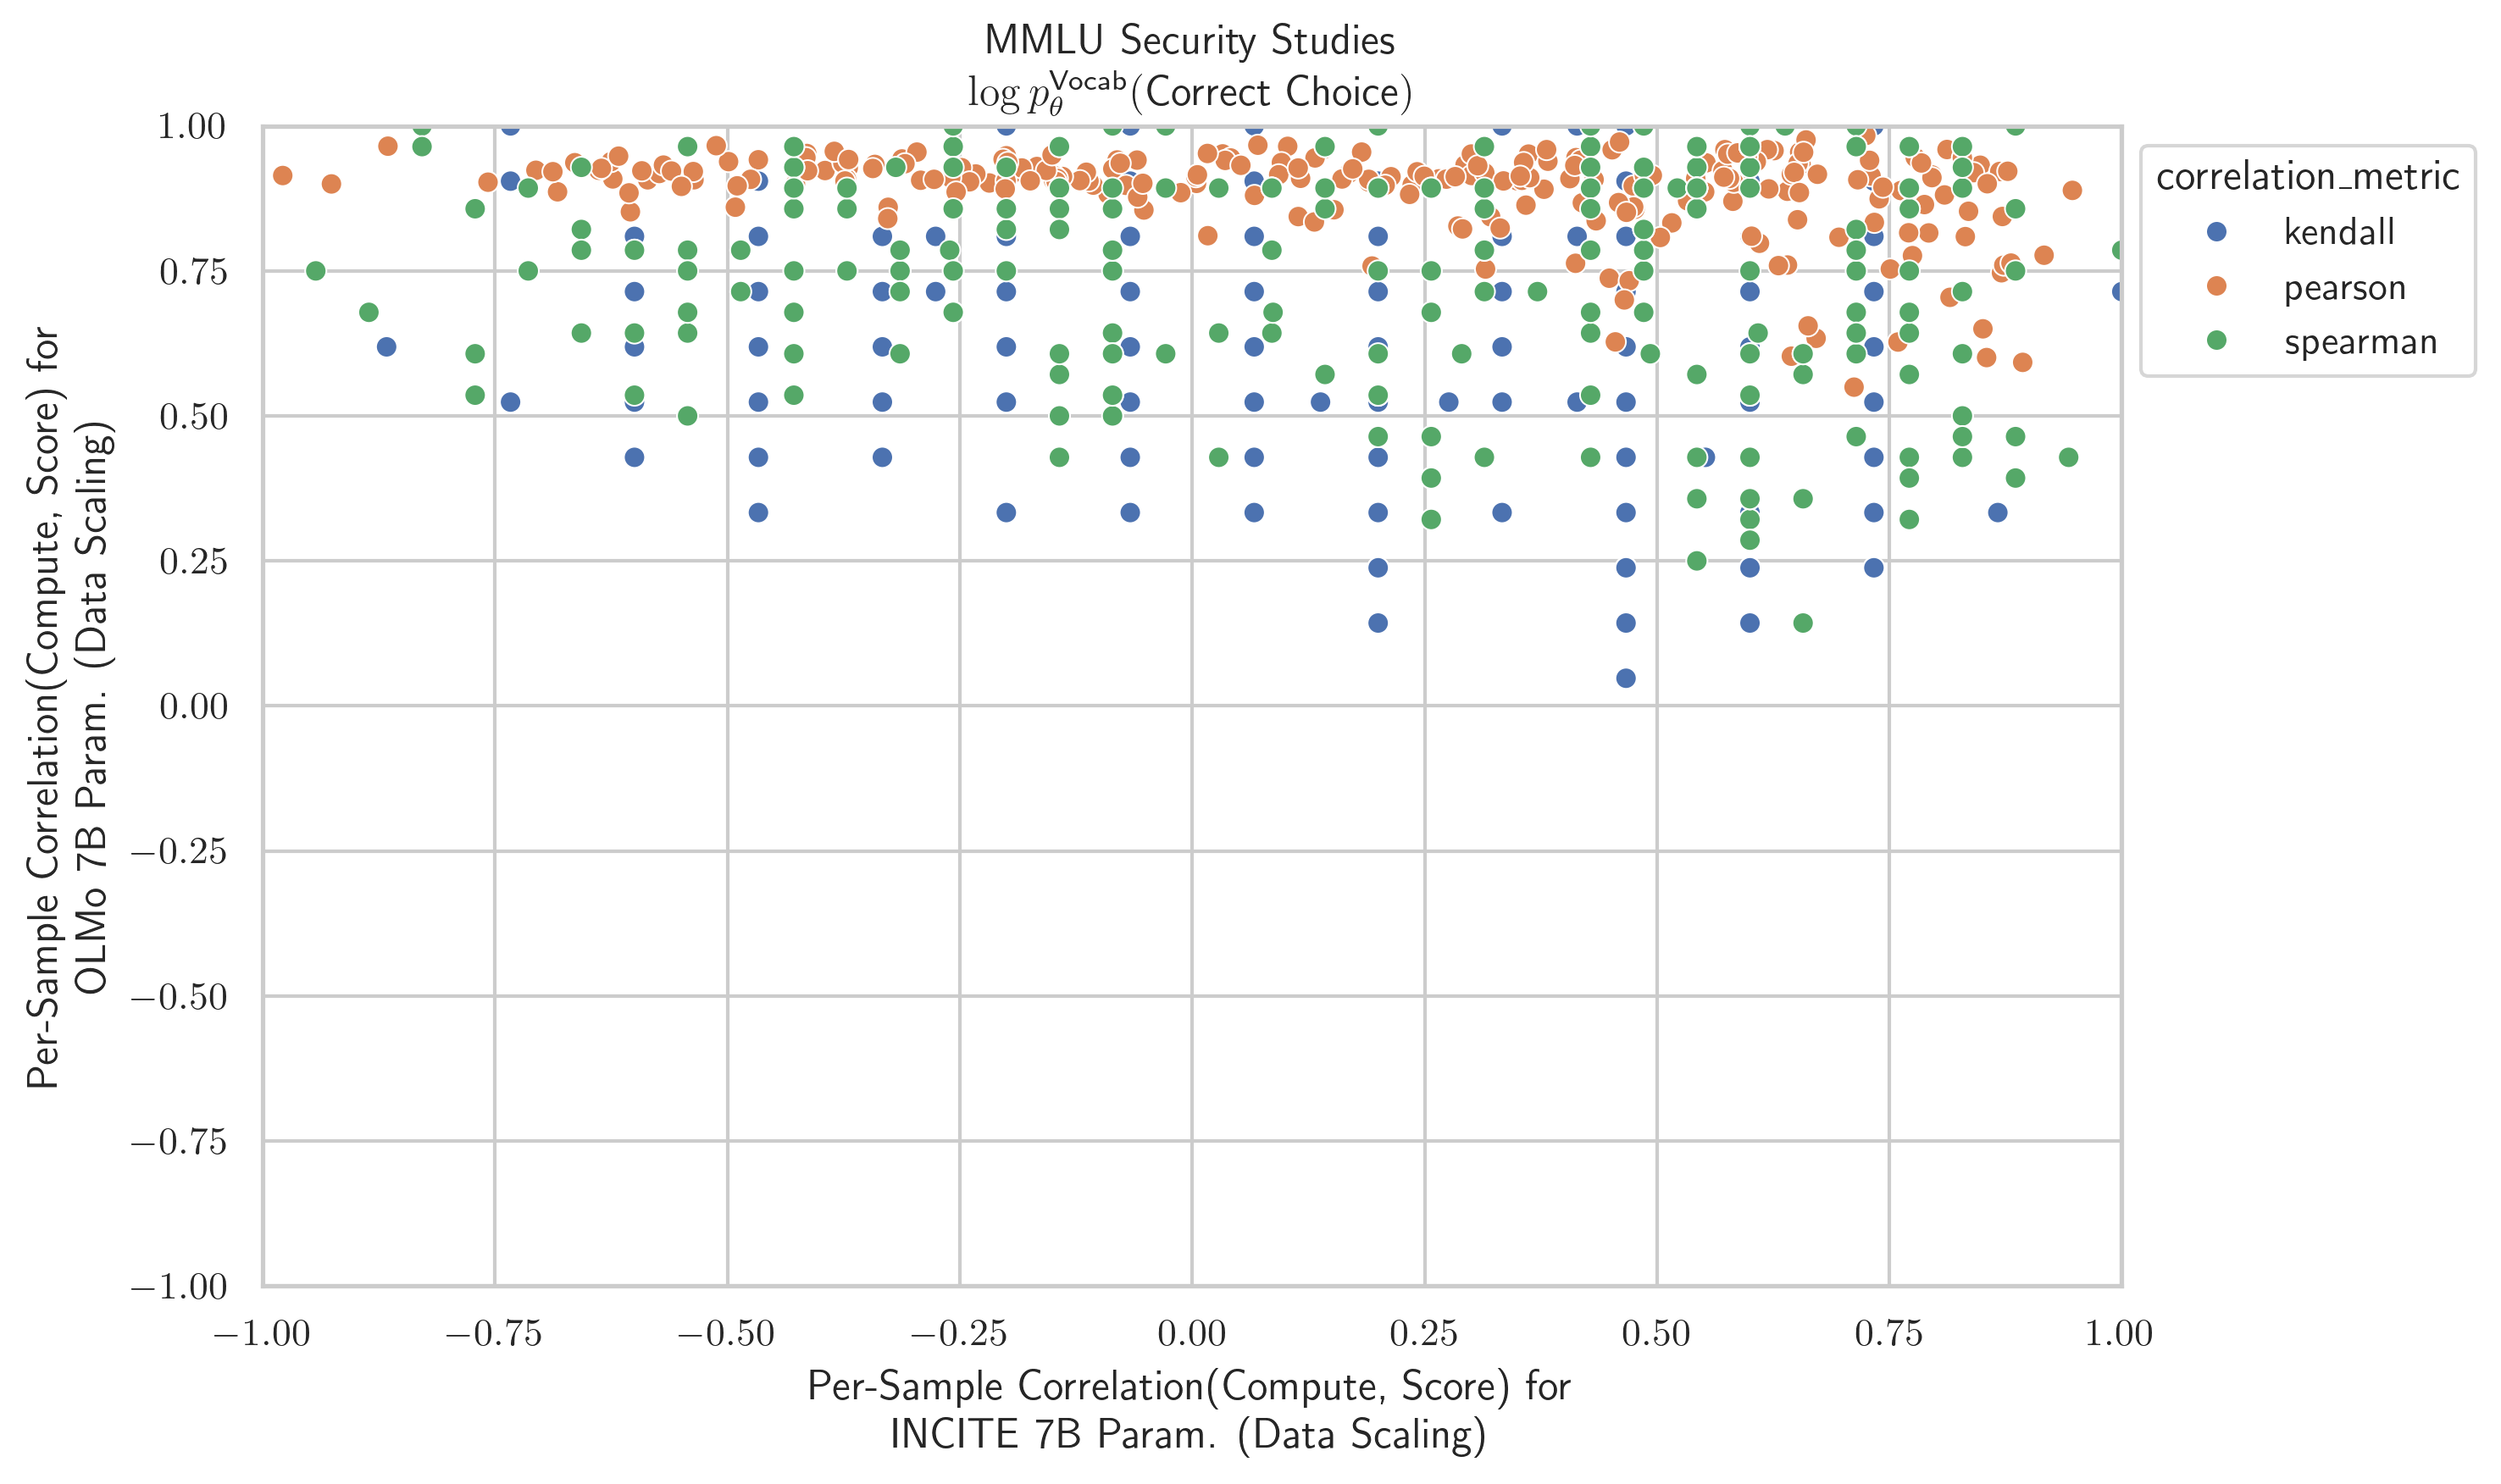 MMLU Security Studies
log p_θ^Vocab(Correct Choice)
Per-Sample Correlation(Compute, Score) for
OLMo 7B Param. (Data Scaling)
1.00
0.75
0.50
0.25
0.00
−0.25
−0.50
−0.75
−1.00
−1.00 −0.75 −0.50 −0.25 0.00 0.25 0.50 0.75 1.00
Per-Sample Correlation(Compute, Score) for
INCITE 7B Param. (Data Scaling)
correlation_metric
kendall
pearson
spearman